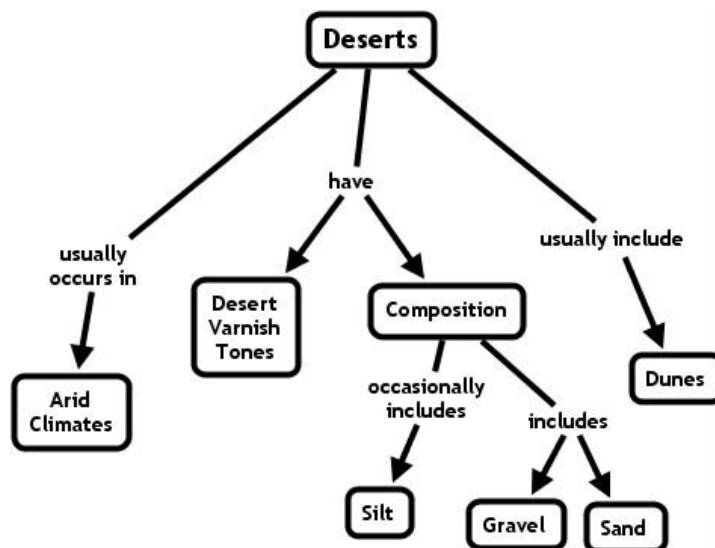 Deserts
have
usually
occurs in
usually include
Desert
Varnish
Tones
Composition
Arid
Climates
occasionally
includes
Dunes
includes
Silt
Gravel
Sand